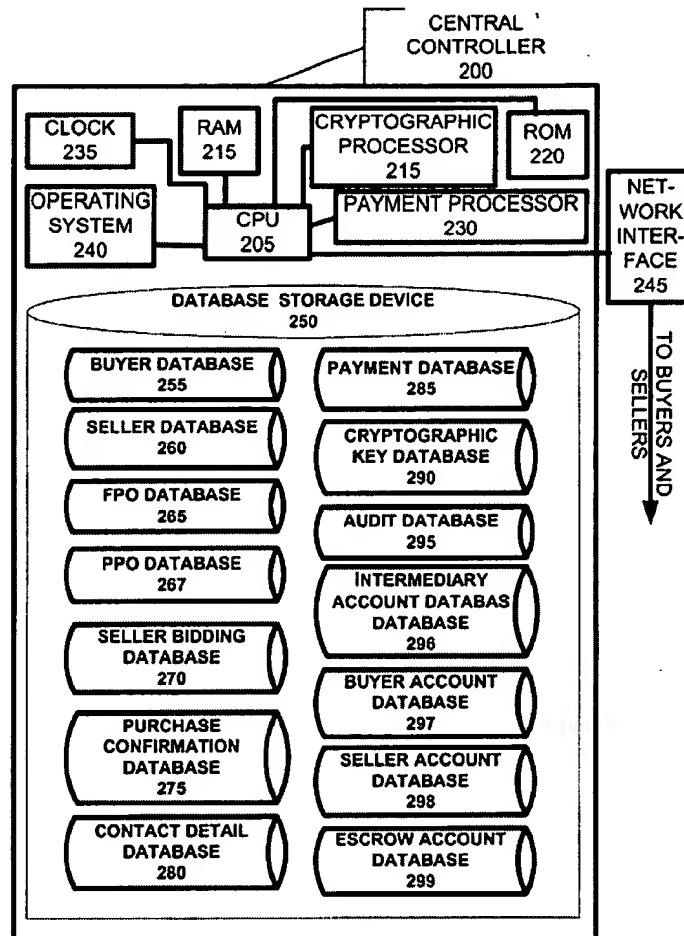 CENTRAL
CONTROLLER
200
CLOCK
235
RAM
215
CRYPTOGRAPHIC
PROCESSOR
215
ROM
220
OPERATING
SYSTEM
240
CPU
205
PAYMENT PROCESSOR
230
NET-
WORK
INTER-
FACE
245
TO BUYERS AND
SELLERS
DATABASE STORAGE DEVICE
250
BUYER DATABASE
255
SELLER DATABASE
260
FPO DATABASE
265
PPO DATABASE
267
SELLER BIDDING
DATABASE
270
PURCHASE
CONFIRMATION
DATABASE
275
CONTACT DETAIL
DATABASE
280
PAYMENT DATABASE
285
CRYPTOGRAPHIC
KEY DATABASE
290
AUDIT DATABASE
295
INTERMEDIARY
ACCOUNT DATABAS
DATABASE
296
BUYER ACCOUNT
DATABASE
297
SELLER ACCOUNT
DATABASE
298
ESCROW ACCOUNT
DATABASE
299